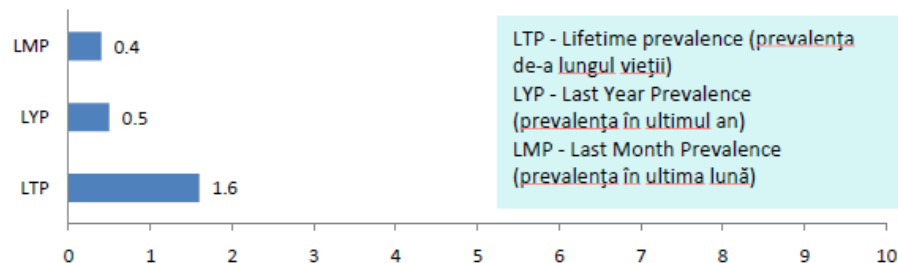 LMP
0.4
LYP
0.5
LTP
1.6
0 1 2 3 4 5 6 7 8 9 10
LTP - Lifetime prevalence (prevalența
de-a lungul vieții)
LYP - Last Year Prevalence
(prevalența în ultimul an)
LMP - Last Month Prevalence
(prevalența în ultima lună)